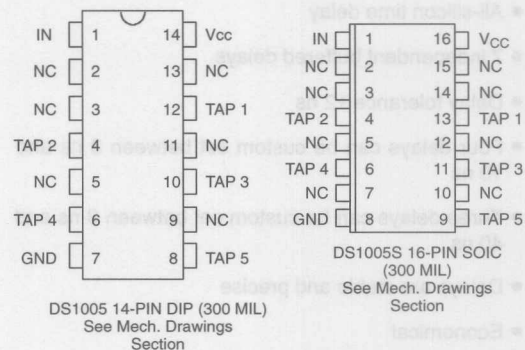 IN 1 14 Vcc
NC 2 13 NC
NC 3 12 TAP 1
TAP 2 4 11 NC
NC 5 10 TAP 3
TAP 4 6 9 NC
GND 7 8 TAP 5
DS1005 14-PIN DIP (300 MIL)
See Mech. Drawings
Section
IN 1 16 VCC
NC 2 15 NC
NC 3 14 NC
TAP 2 4 13 TAP 1
NC 5 12 NC
TAP 4 6 11 TAP 3
NC 7 10 NC
GND 8 9 TAP 5
DS1005S 16-PIN SOIC
(300 MIL)
See Mech. Drawings
Section